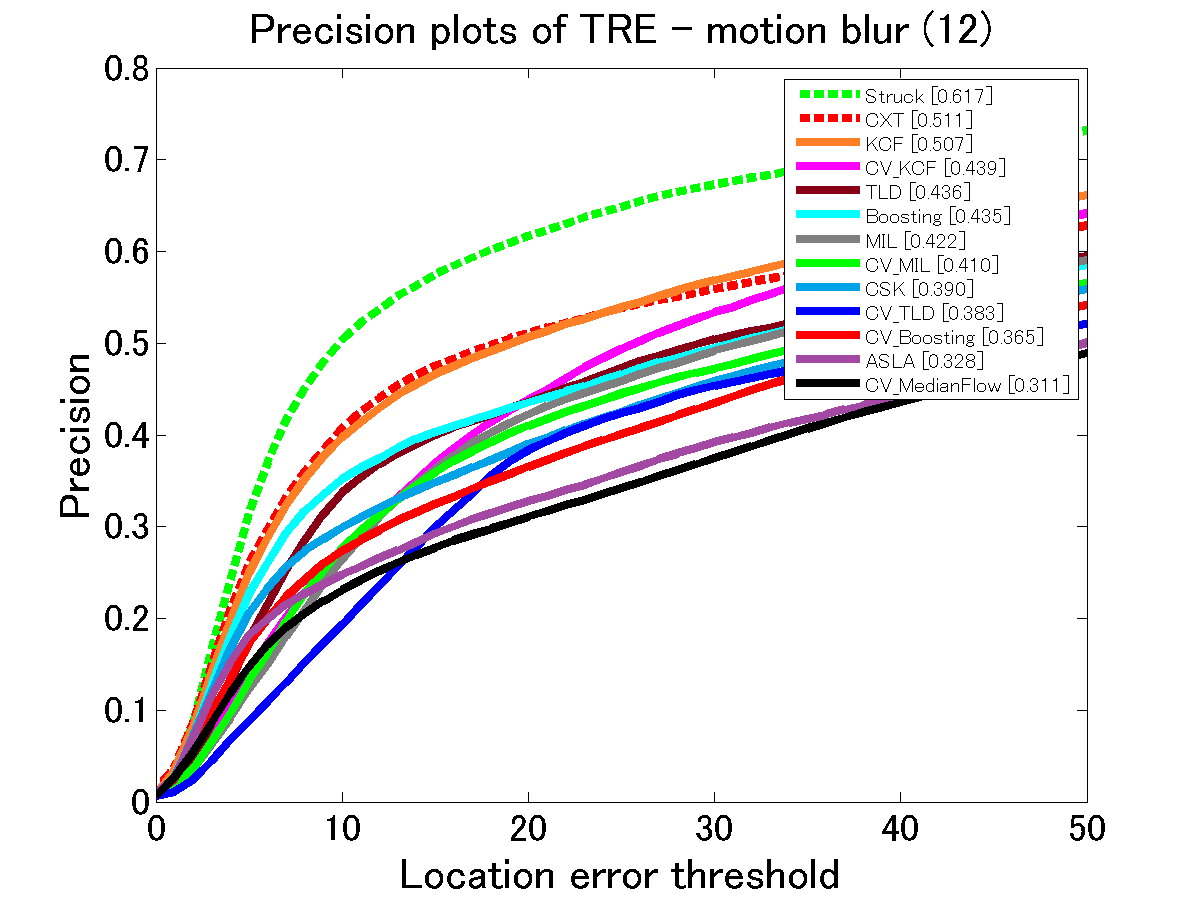 Precision plots of TRE - motion blur (12)
0.8
0.7
0.6
0.5
0.4
0.3
0.2
0.1
0
Precision
Struck [0.617]
CXT [0.511]
KCF [0.507]
CV_KCF [0.439]
TLD [0.436]
Boosting [0.435]
MIL [0.422]
CV_MIL [0.410]
CSK [0.390]
CV_TLD [0.383]
CV_Boosting [0.365]
ASLA [0.328]
CV_MedianFlow [0.311]
0 10 20 30 40 50
Location error threshold